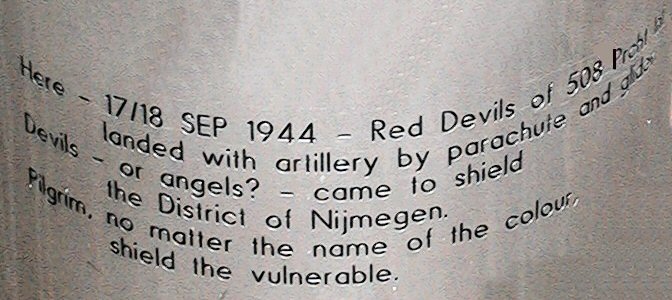 Here - 17/18 SEP 1944 - Red Devils of 508 Prcht
landed with artillery by parachute and glider
Devils - or angels? - came to shield
the District of Nijmegen.
Pilgrim, no matter the name of the colour,
shield the vulnerable.